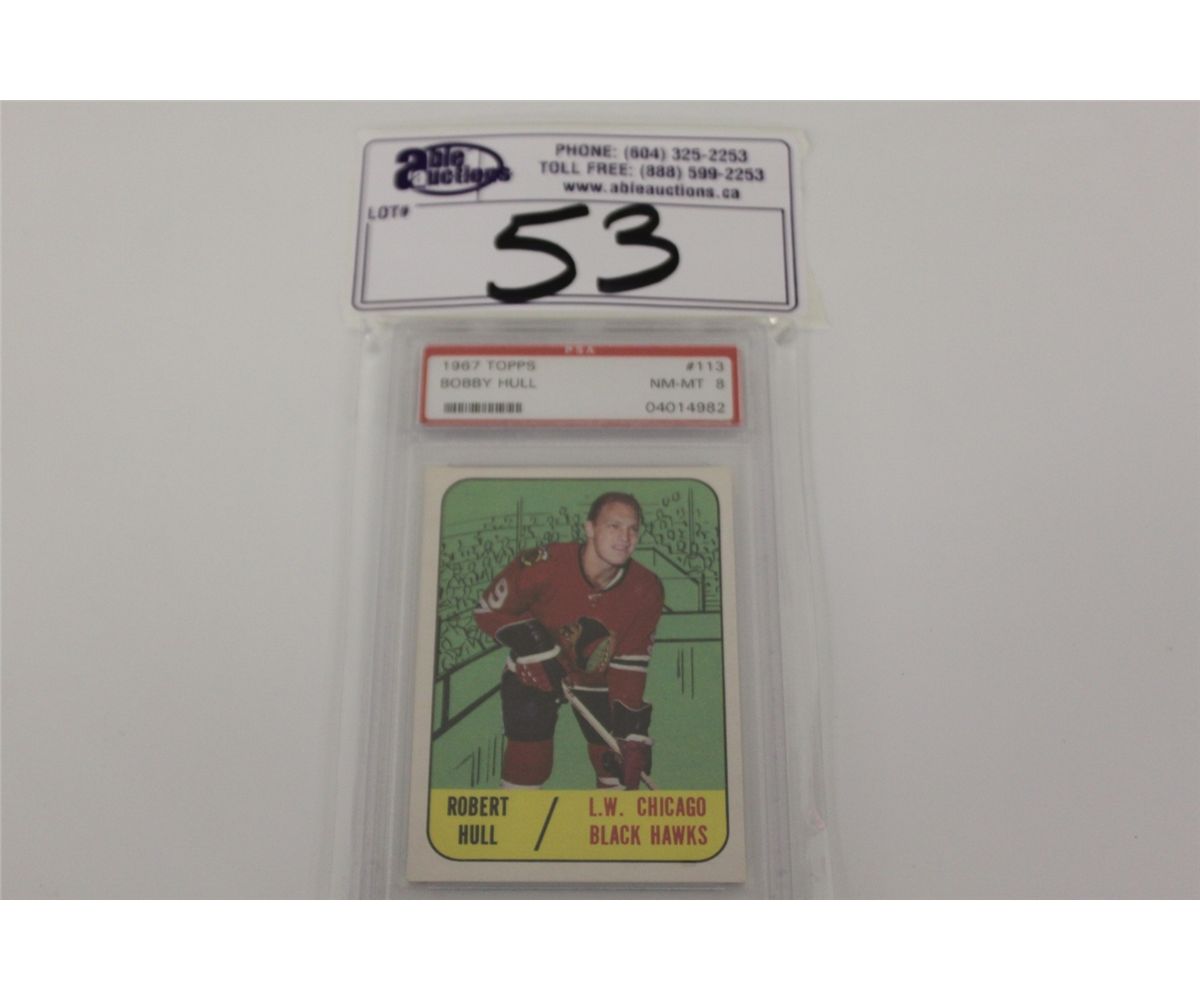 able auctions
PHONE: (604) 325-2253
TOLL FREE: (888) 599-2253
www.ableauctions.ca
LOT#
53
PSA
1967 TOPPS #113
BOBBY HULL NM-MT 8
04014982
9
ROBERT / L.W. CHICAGO
HULL BLACK HAWKS